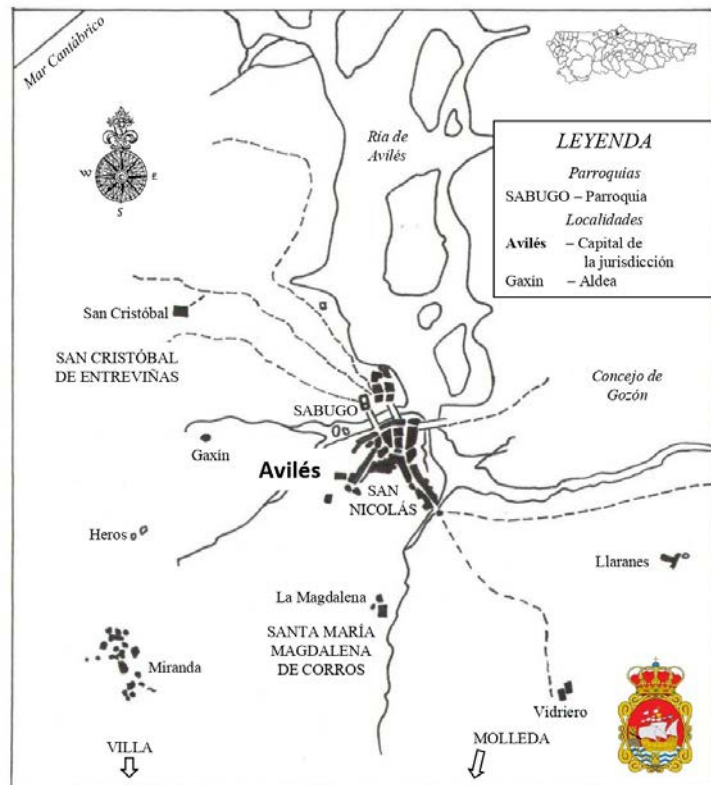 Mar Cantábrico
Ría de
Avilés
W
E
S
LEYENDA
Parroquias
SABUGO – Parroquia
Localidades
Avilés – Capital de
la jurisdicción
Gaxín – Aldea
San Cristóbal
SAN CRISTÓBAL
DE ENTREVIÑAS
Concejo de
Gozón
SABUGO
Gaxín
Avilés
SAN
NICOLÁS
Heros
Llaranes
La Magdalena
SANTA MARÍA
MAGDALENA
DE CORROS
Miranda
Vidriero
VILLA
MOLLEDA